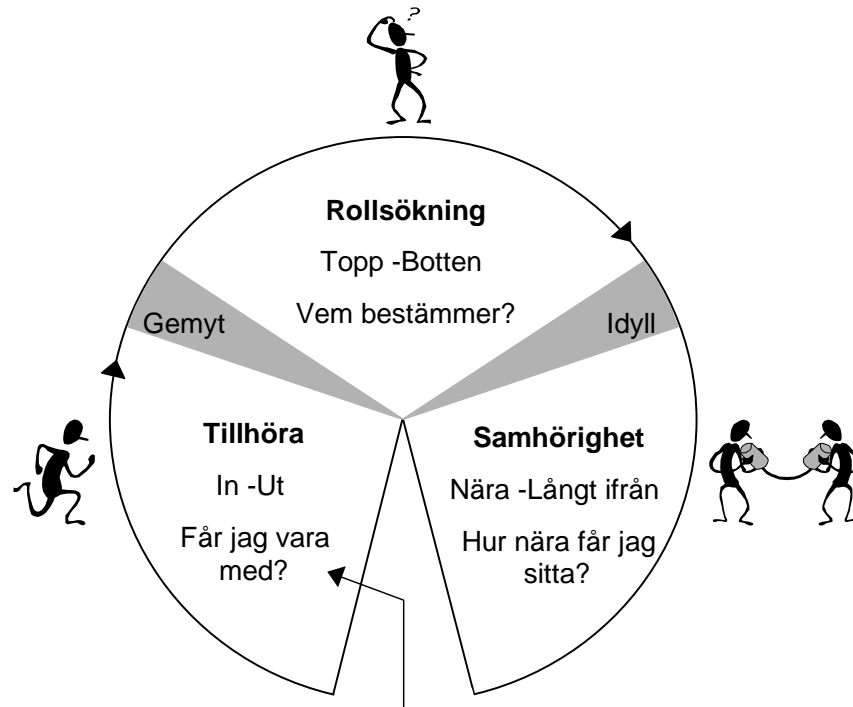 ?
Rollsökning
Topp -Botten
Vem bestämmer?
Gemyt
Idyll
Tillhöra
In -Ut
Får jag vara
med?
Samhörighet
Nära -Långt ifrån
Hur nära får jag
sitta?